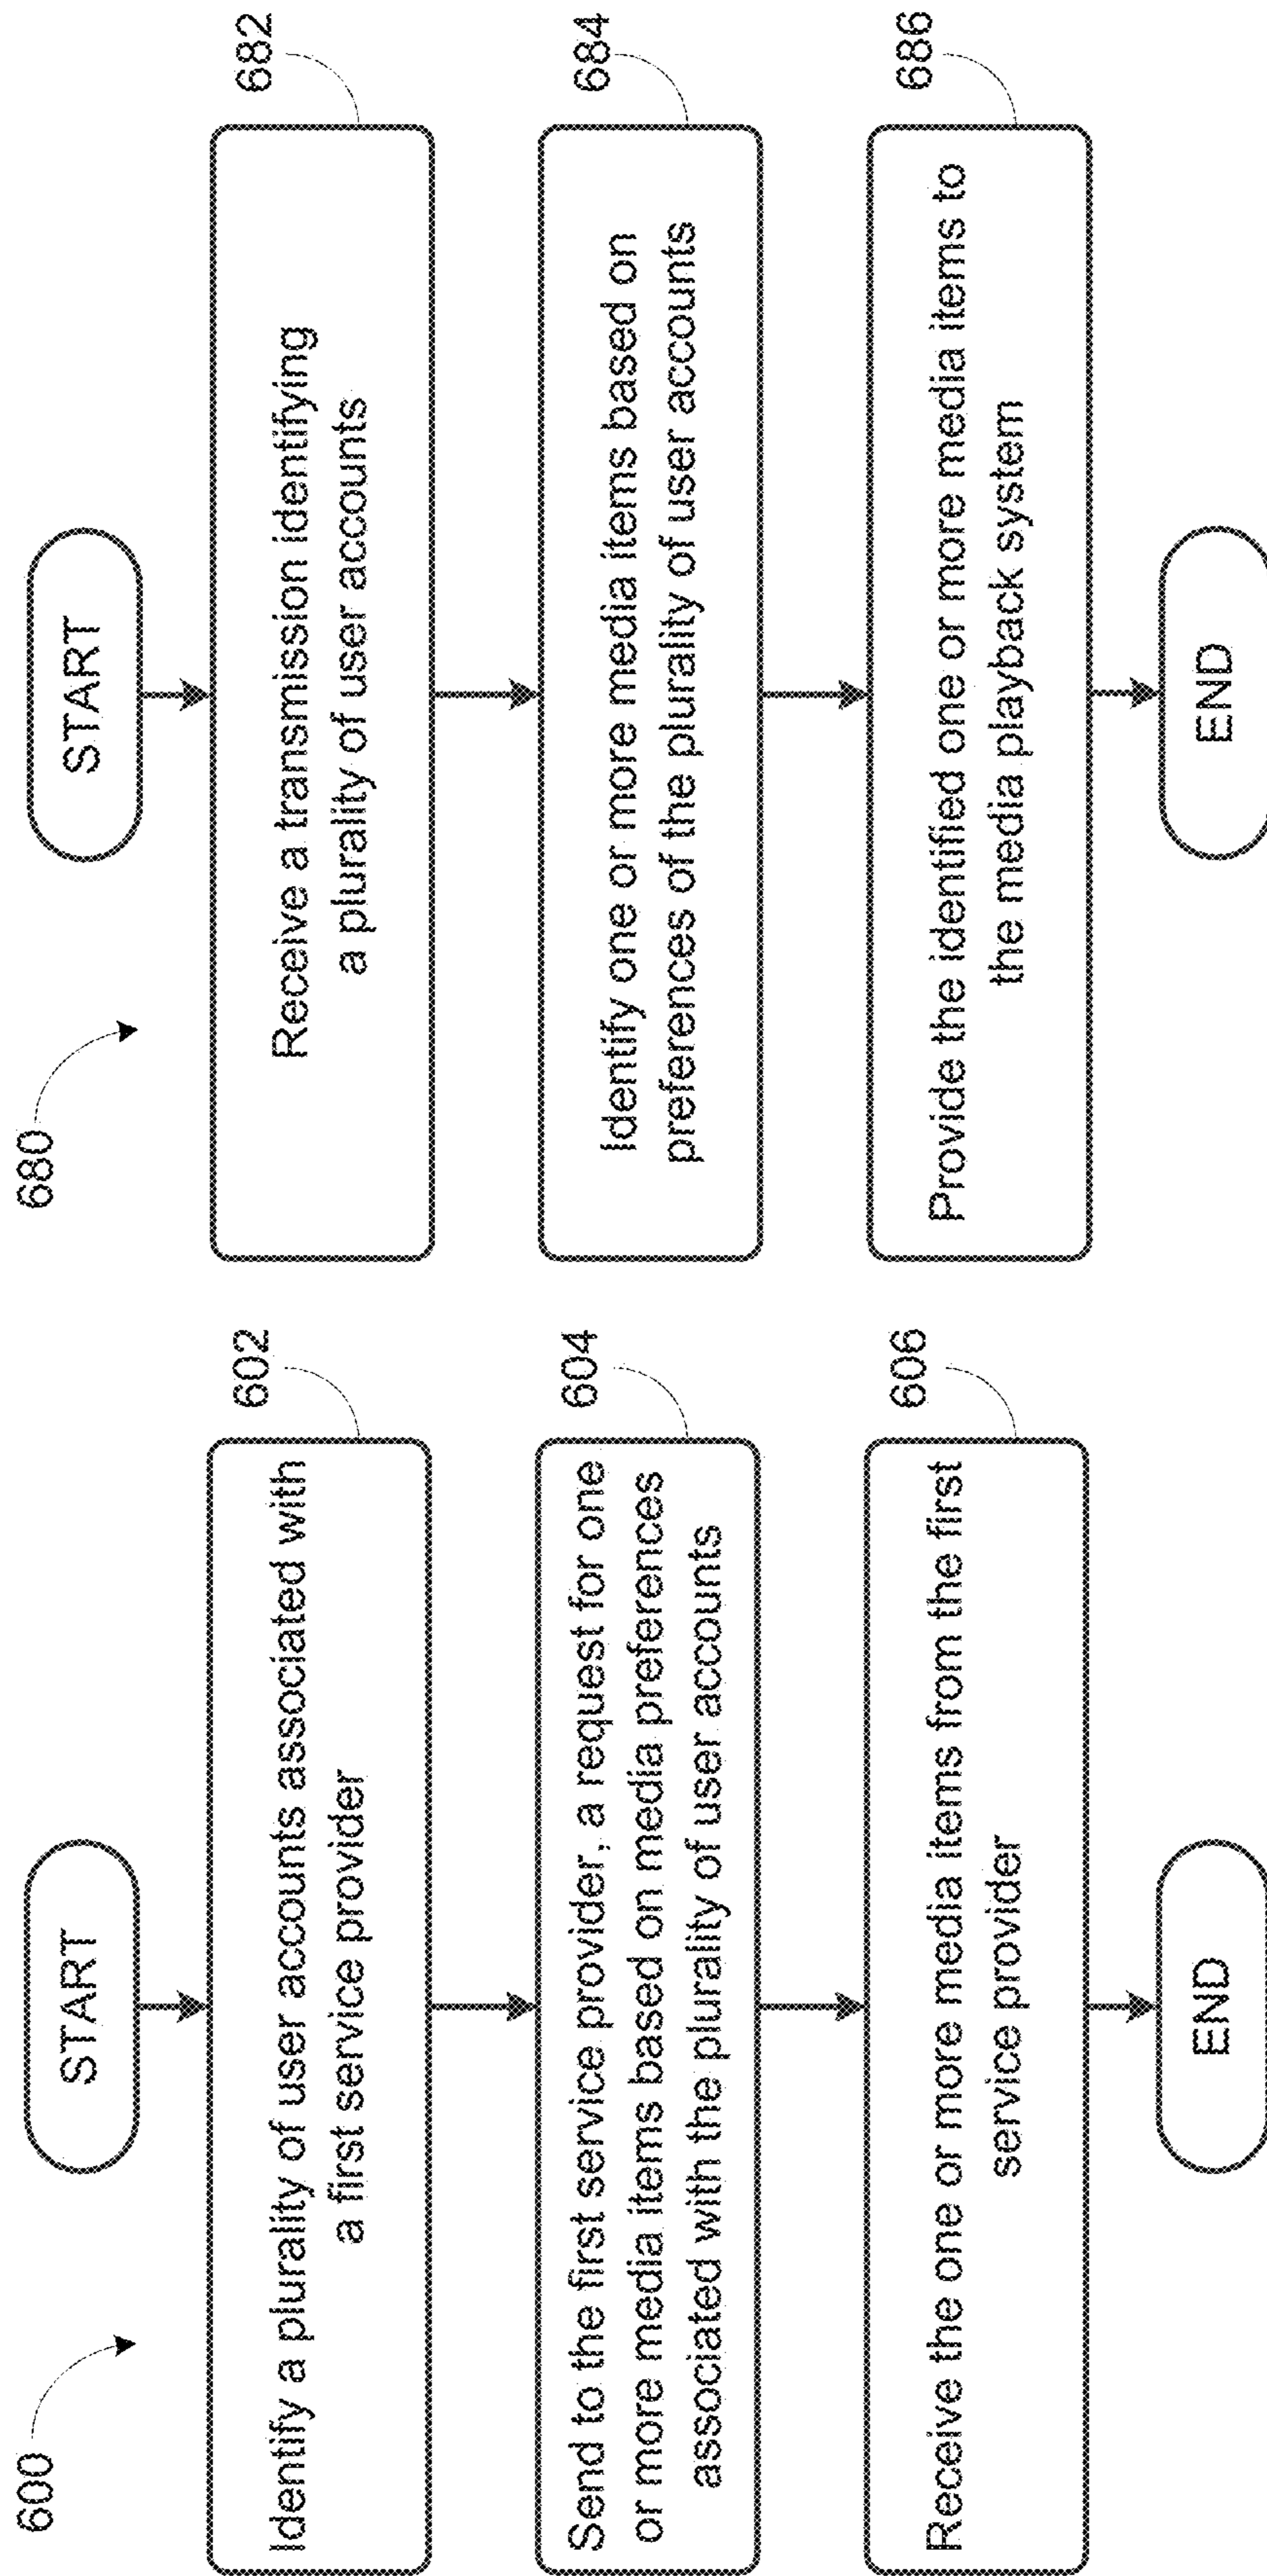 600
START
Identify a plurality of user accounts associated with
a first service provider
602
Send to the first service provider, a request for one
or more media items based on media preferences
associated with the plurality of user accounts
604
Receive the one or more media items from the first
service provider
606
END
680
START
Receive a transmission identifying
a plurality of user accounts
682
Identify one or more media items based on
preferences of the plurality of user accounts
684
Provide the identified one or more media items to
the media playback system
686
END